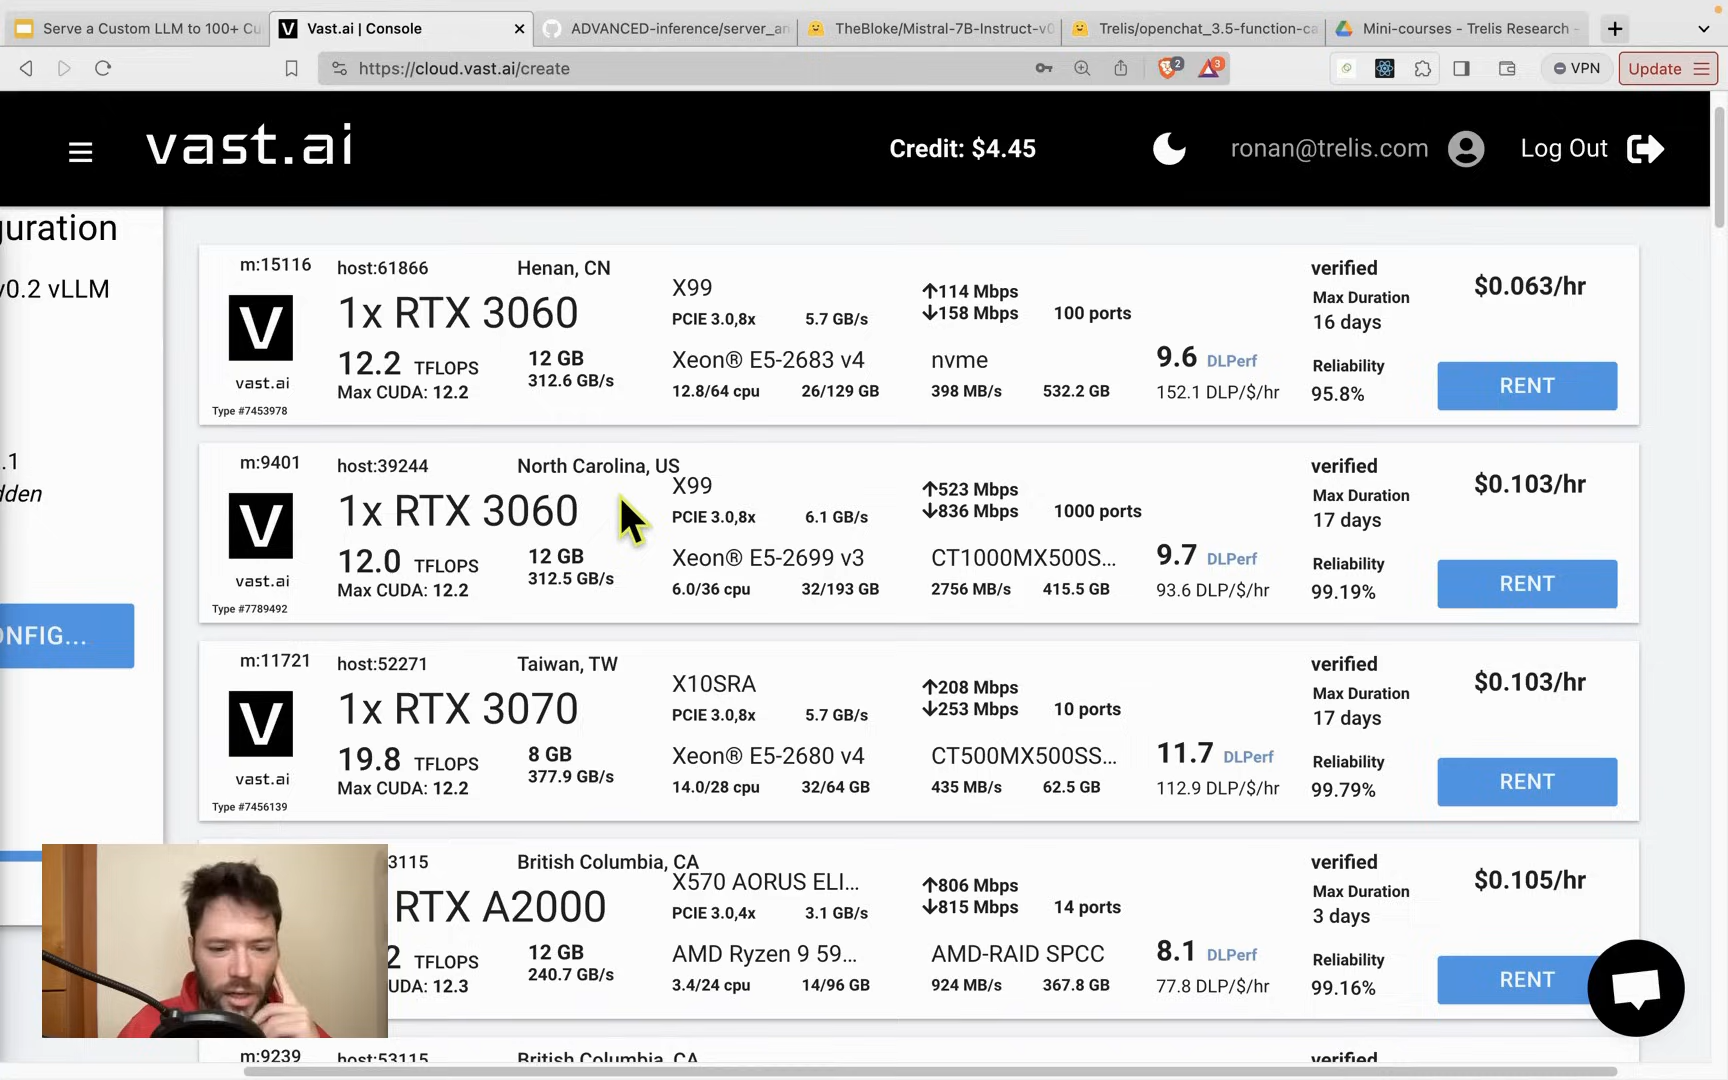 Serve a Custom LLM to 100+ Cu
Vast.ai | Console
ADVANCED-inference/server_an
TheBloke/Mistral-7B-Instruct-v0
Trelis/openchat_3.5-function-ca
Mini-courses - Trelis Research -
https://cloud.vast.ai/create
2
3
VPN
Update
vast.ai
Credit: $4.45
ronan@trelis.com
Log Out
guration
v0.2 vLLM
.1
dden
ONFIG...
m:15116
host:61866
Henan, CN
1x RTX 3060
12.2 TFLOPS
Max CUDA: 12.2
12 GB
312.6 GB/s
V
vast.ai
Type #7453978
X99
PCIE 3.0,8x 5.7 GB/s
Xeon® E5-2683 v4
12.8/64 cpu 26/129 GB
↑114 Mbps
↓158 Mbps 100 ports
nvme
398 MB/s 532.2 GB
9.6 DLPerf
152.1 DLP/$/hr
verified
Max Duration
16 days
Reliability
95.8%
$0.063/hr
RENT
m:9401
host:39244
North Carolina, US
1x RTX 3060
12.0 TFLOPS
Max CUDA: 12.2
12 GB
312.5 GB/s
V
vast.ai
Type #7789492
X99
PCIE 3.0,8x 6.1 GB/s
Xeon® E5-2699 v3
6.0/36 cpu 32/193 GB
↑523 Mbps
↓836 Mbps 1000 ports
CT1000MX500S...
2756 MB/s 415.5 GB
9.7 DLPerf
93.6 DLP/$/hr
verified
Max Duration
17 days
Reliability
99.19%
$0.103/hr
RENT
m:11721
host:52271
Taiwan, TW
1x RTX 3070
19.8 TFLOPS
Max CUDA: 12.2
8 GB
377.9 GB/s
V
vast.ai
Type #7456139
X10SRA
PCIE 3.0,8x 5.7 GB/s
Xeon® E5-2680 v4
14.0/28 cpu 32/64 GB
↑208 Mbps
↓253 Mbps 10 ports
CT500MX500SS...
435 MB/s 62.5 GB
11.7 DLPerf
112.9 DLP/$/hr
verified
Max Duration
17 days
Reliability
99.79%
$0.103/hr
RENT
3115
British Columbia, CA
RTX A2000
2 TFLOPS
UDA: 12.3
12 GB
240.7 GB/s
X570 AORUS ELI...
PCIE 3.0,4x 3.1 GB/s
AMD Ryzen 9 59...
3.4/24 cpu 14/96 GB
↑806 Mbps
↓815 Mbps 14 ports
AMD-RAID SPCC
924 MB/s 367.8 GB
8.1 DLPerf
77.8 DLP/$/hr
verified
Max Duration
3 days
Reliability
99.16%
$0.105/hr
RENT
m:9239
host:53115
British Columbia, CA
verified